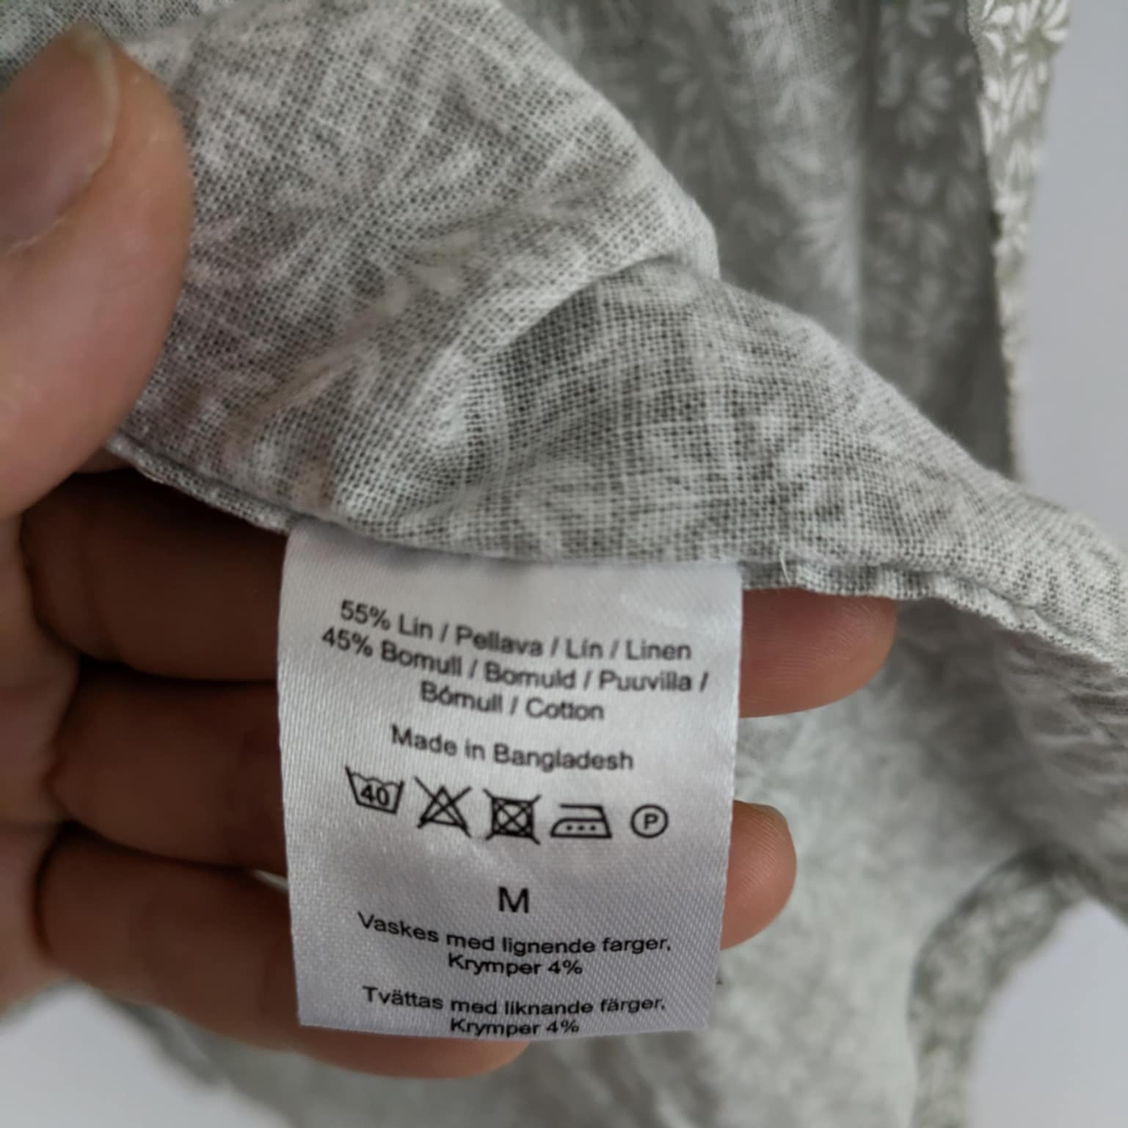 55% Lin / Pellava / Lín / Linen
45% Bomull / Bomuld / Puuvilla /
Bómull / Cotton
Made in Bangladesh
40 P
M
Vaskes med lignende farger,
Krymper 4%
Tvättas med liknande färger,
Krymper 4%